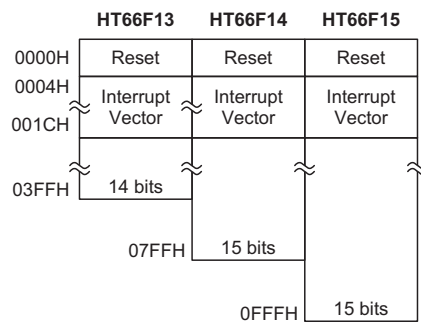 HT66F13 HT66F14 HT66F15
0000H Reset Reset Reset
0004H
Interrupt Vector Interrupt Vector Interrupt Vector
001CH
03FFH 14 bits
07FFH 15 bits
0FFFH 15 bits